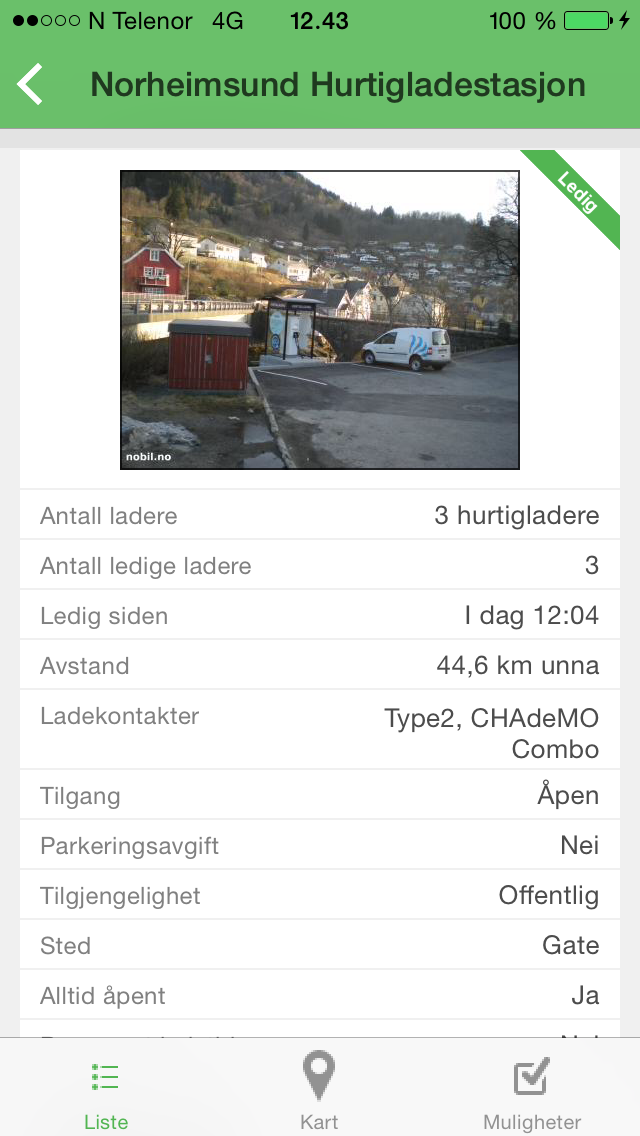 N Telenor 4G 12.43 100 %
Norheimsund Hurtigladestasjon
Ledig
nobil.no
Antall ladere 3 hurtigladere
Antall ledige ladere 3
Ledig siden I dag 12:04
Avstand 44,6 km unna
Ladekontakter Type2, CHAdeMO
Combo
Tilgang Åpen
Parkeringsavgift Nei
Tilgjengelighet Offentlig
Sted Gate
Alltid åpent Ja
Liste Kart Muligheter